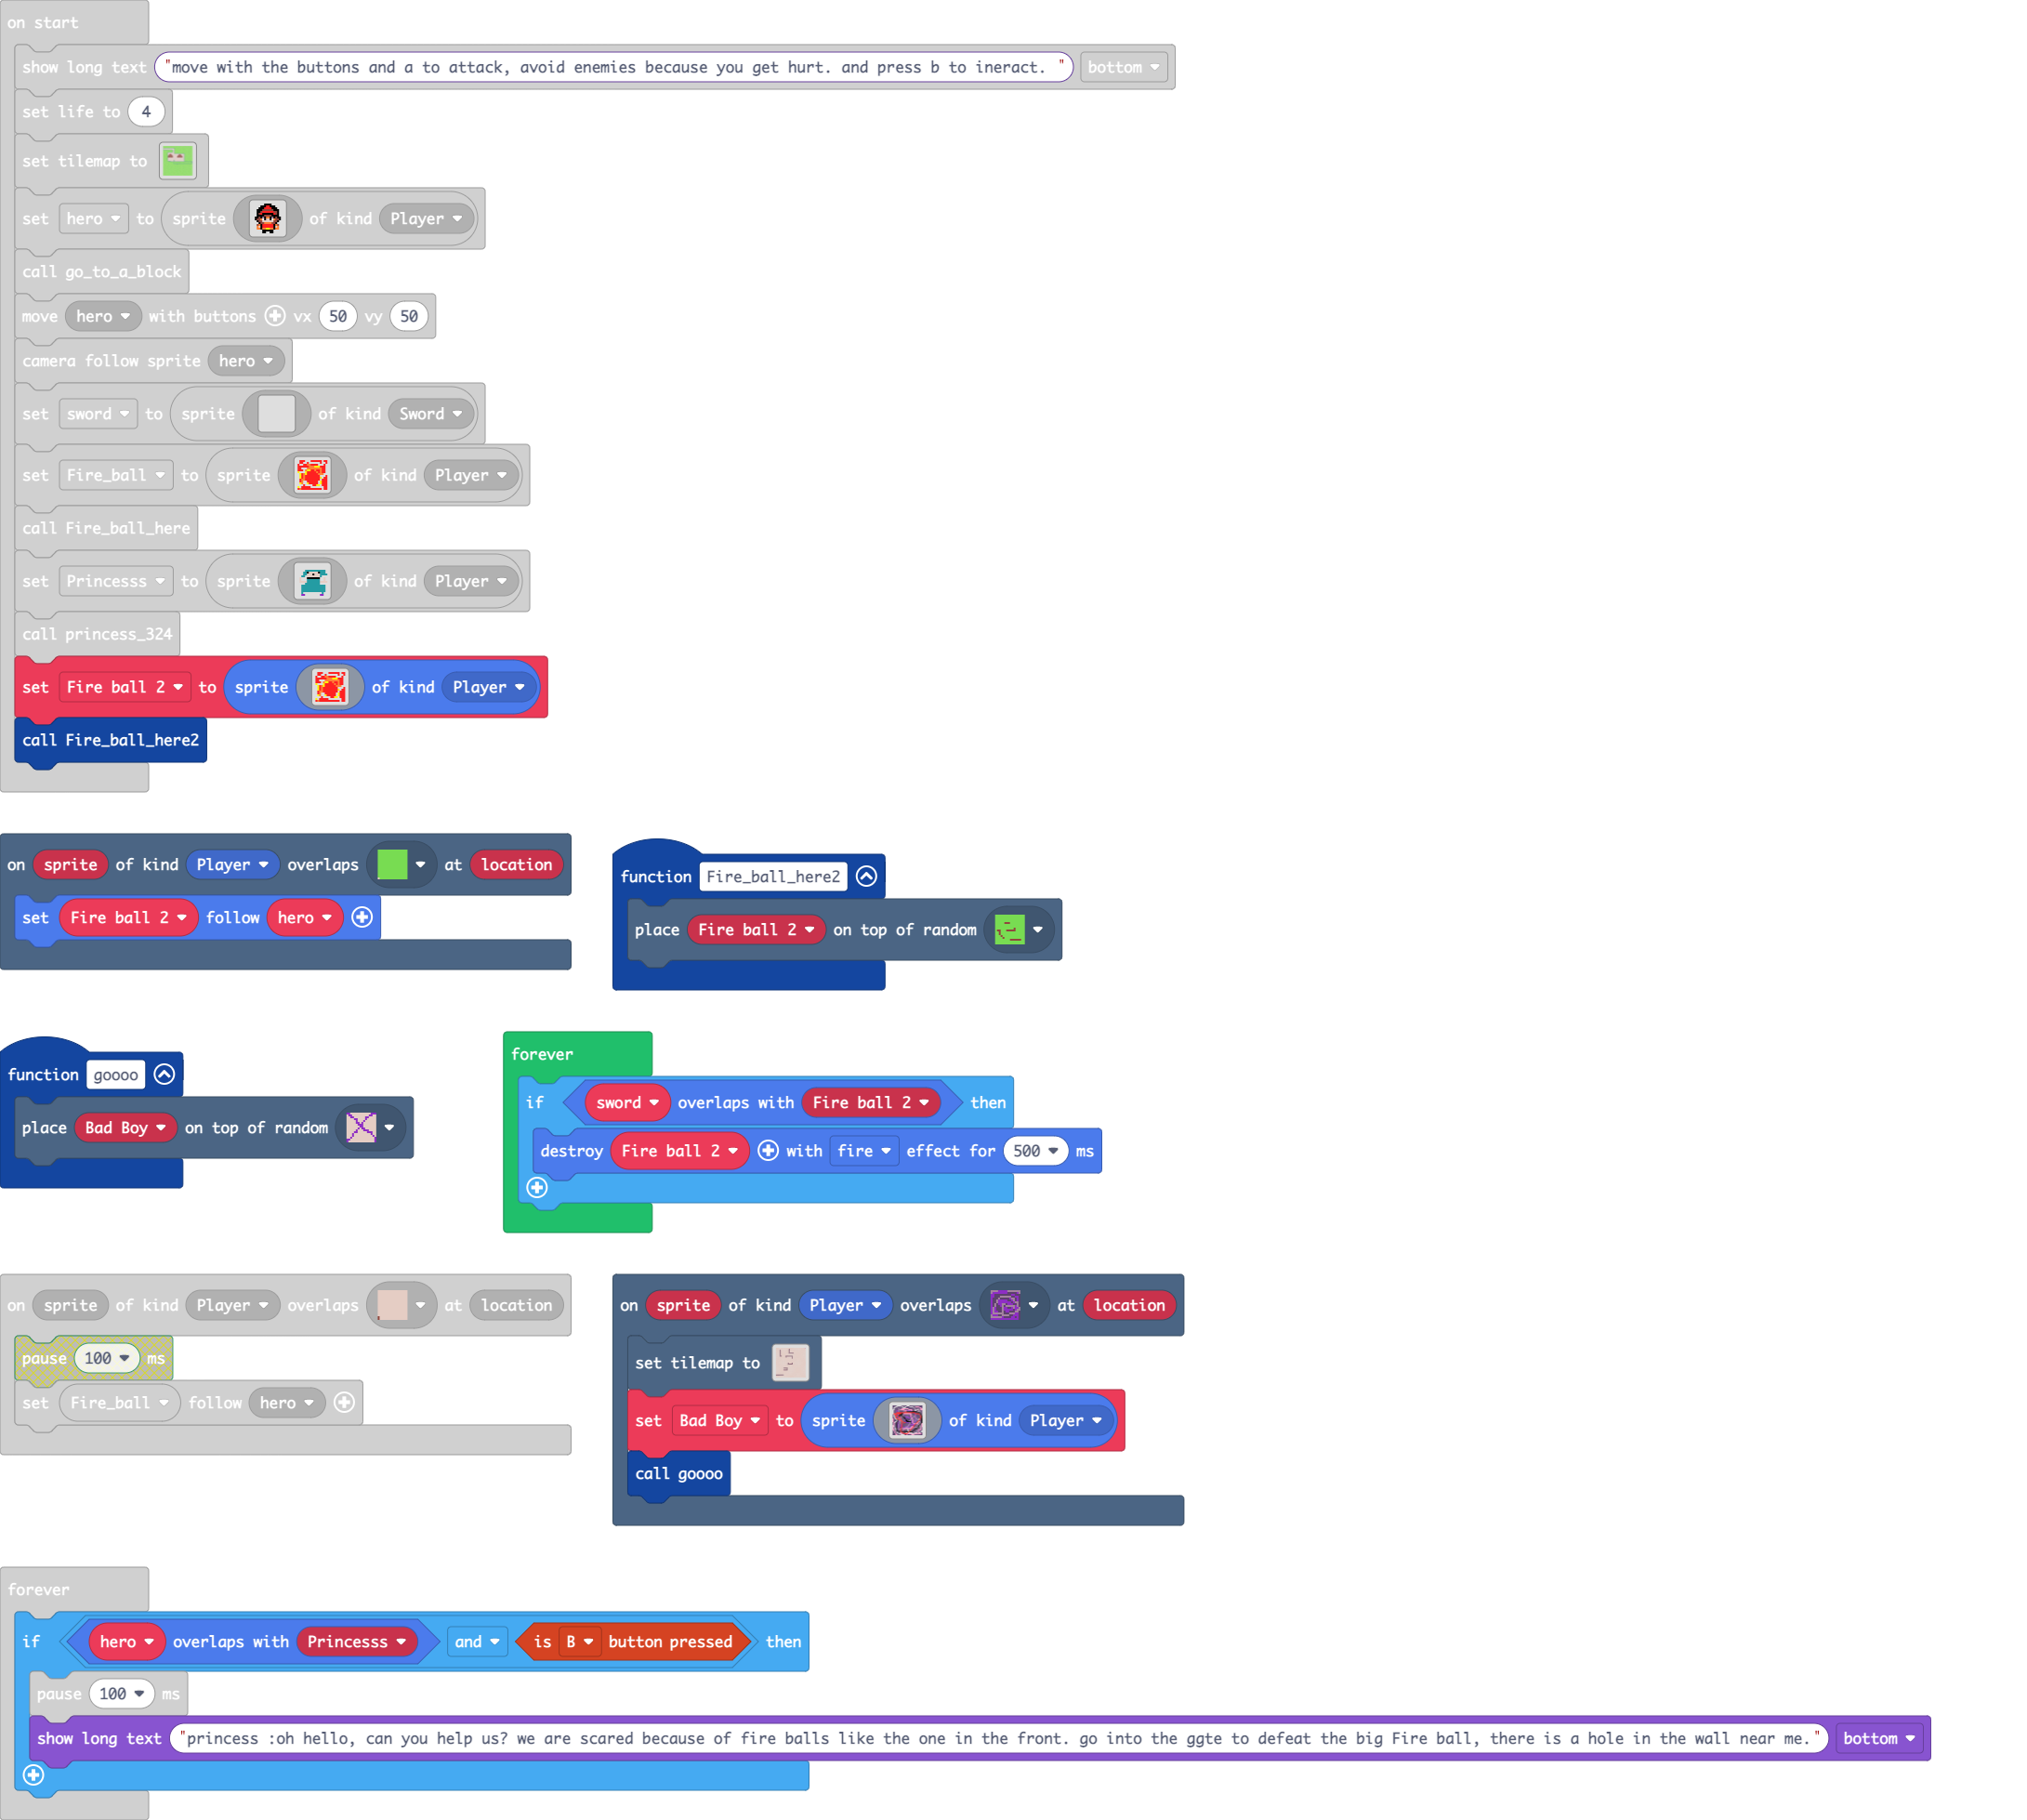 on start
show long text "move with the buttons and a to attack, avoid enemies because you get hurt. and press b to ineract. " bottom
set life to 4
set tilemap to
set hero to sprite of kind Player
call go_to_a_block
move hero with buttons vx 50 vy 50
camera follow sprite hero
set sword to sprite of kind Sword
set Fire_ball to sprite of kind Player
call Fire_ball_here
set Princesss to sprite of kind Player
call princess_324
set Fire ball 2 to sprite of kind Player
call Fire_ball_here2
on sprite of kind Player overlaps at location
set Fire ball 2 follow hero
function Fire_ball_here2
place Fire ball 2 on top of random
function goooo
place Bad Boy on top of random
forever
if sword overlaps with Fire ball 2 then
destroy Fire ball 2 with fire effect for 500 ms
on sprite of kind Player overlaps at location
pause 100 ms
set Fire_ball follow hero
on sprite of kind Player overlaps at location
set tilemap to
set Bad Boy to sprite of kind Player
call goooo
forever
if hero overlaps with Princesss and is B button pressed then
pause 100 ms
show long text "princess :oh hello, can you help us? we are scared because of fire balls like the one in the front. go into the ggte to defeat the big Fire ball, there is a hole in the wall near me." bottom